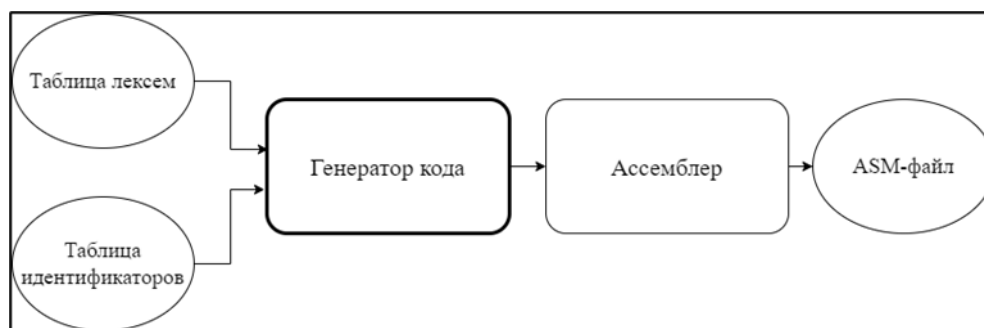 Таблица лексем
Генератор кода
Ассемблер
ASM-файл
Таблица
идентификаторов